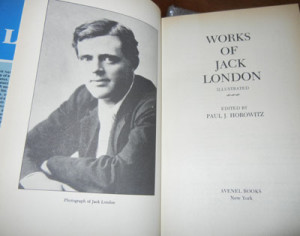 L
Photograph of Jack London
WORKS
OF
JACK
LONDON
ILLUSTRATED
EDITED BY
PAUL J. HOROWITZ
AVENEL BOOKS
New York